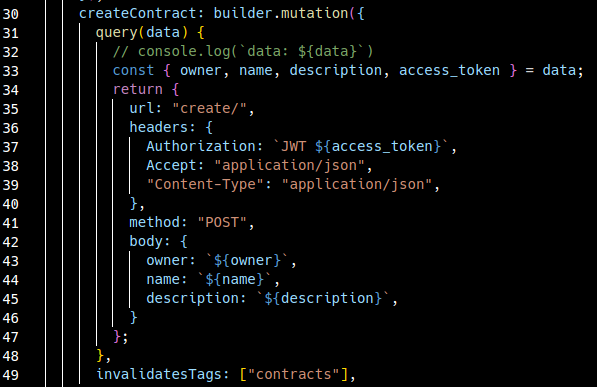 30 createContract: builder.mutation({
31 query(data) {
32 // console.log(`data: ${data}`)
33 const { owner, name, description, access_token } = data;
34 return {
35 url: "create/",
36 headers: {
37 Authorization: `JWT ${access_token}`,
38 Accept: "application/json",
39 "Content-Type": "application/json",
40 },
41 method: "POST",
42 body: {
43 owner: `${owner}`,
44 name: `${name}`,
45 description: `${description}`,
46 }
47 };
48 },
49 invalidatesTags: ["contracts"],